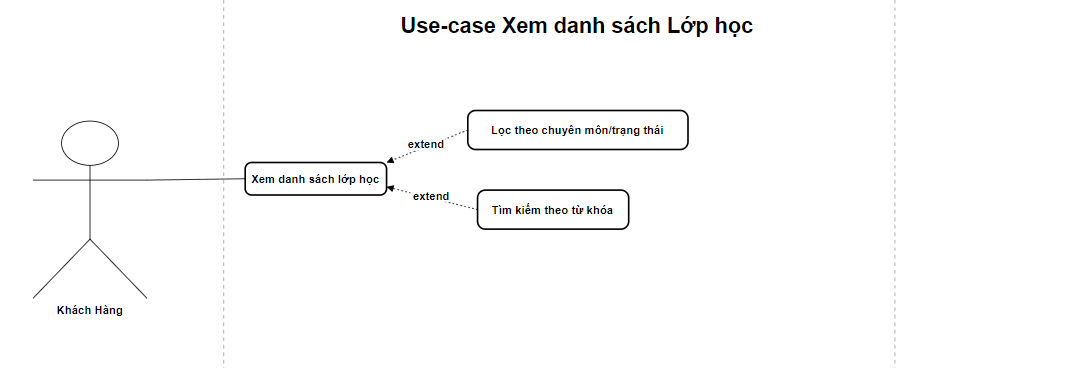 Use-case Xem danh sách Lớp học
Lọc theo chuyên môn/trạng thái
extend
Xem danh sách lớp học
extend
Tìm kiếm theo từ khóa
Khách Hàng